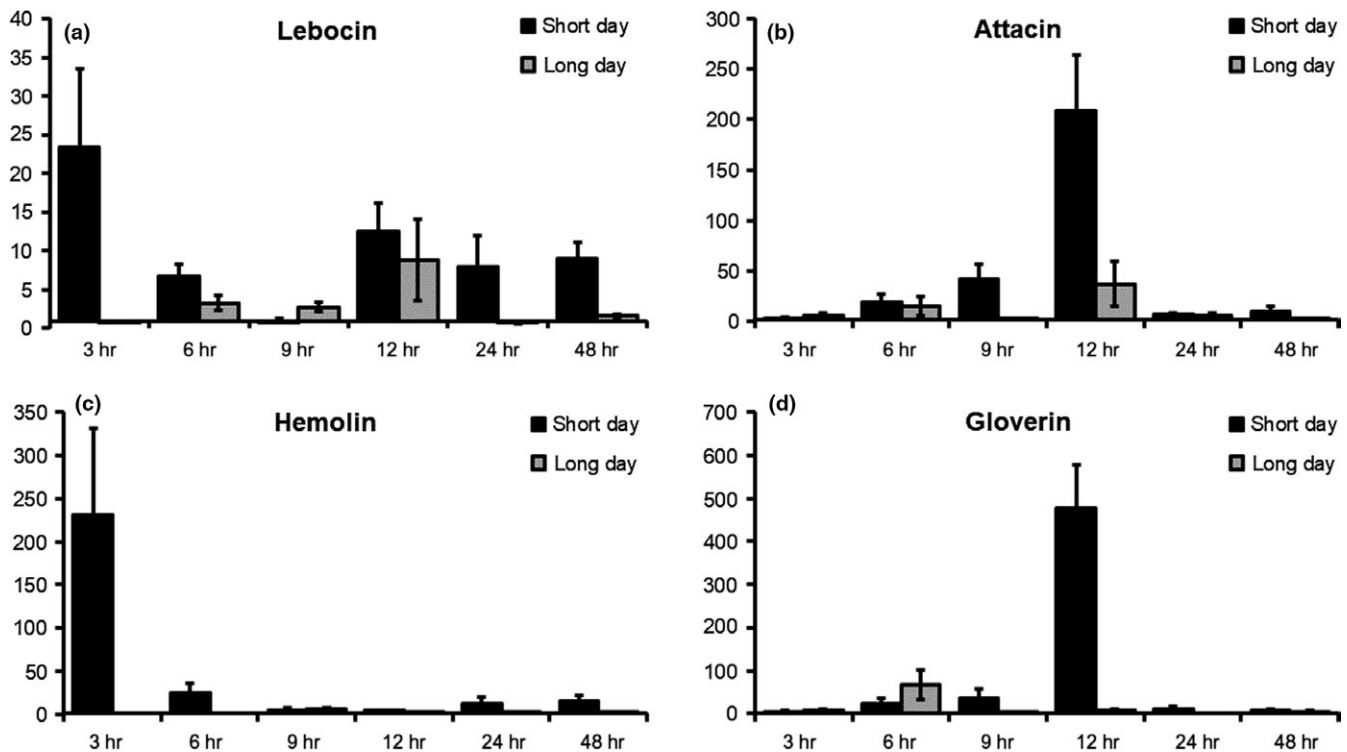 (a) Lebocin
Short day
Long day
40
35
30
25
20
15
10
5
0
3 hr 6 hr 9 hr 12 hr 24 hr 48 hr
(b) Attacin
Short day
Long day
300
250
200
150
100
50
0
3 hr 6 hr 9 hr 12 hr 24 hr 48 hr
(c) Hemolin
Short day
Long day
350
300
250
200
150
100
50
0
3 hr 6 hr 9 hr 12 hr 24 hr 48 hr
(d) Gloverin
Short day
Long day
700
600
500
400
300
200
100
0
3 hr 6 hr 9 hr 12 hr 24 hr 48 hr